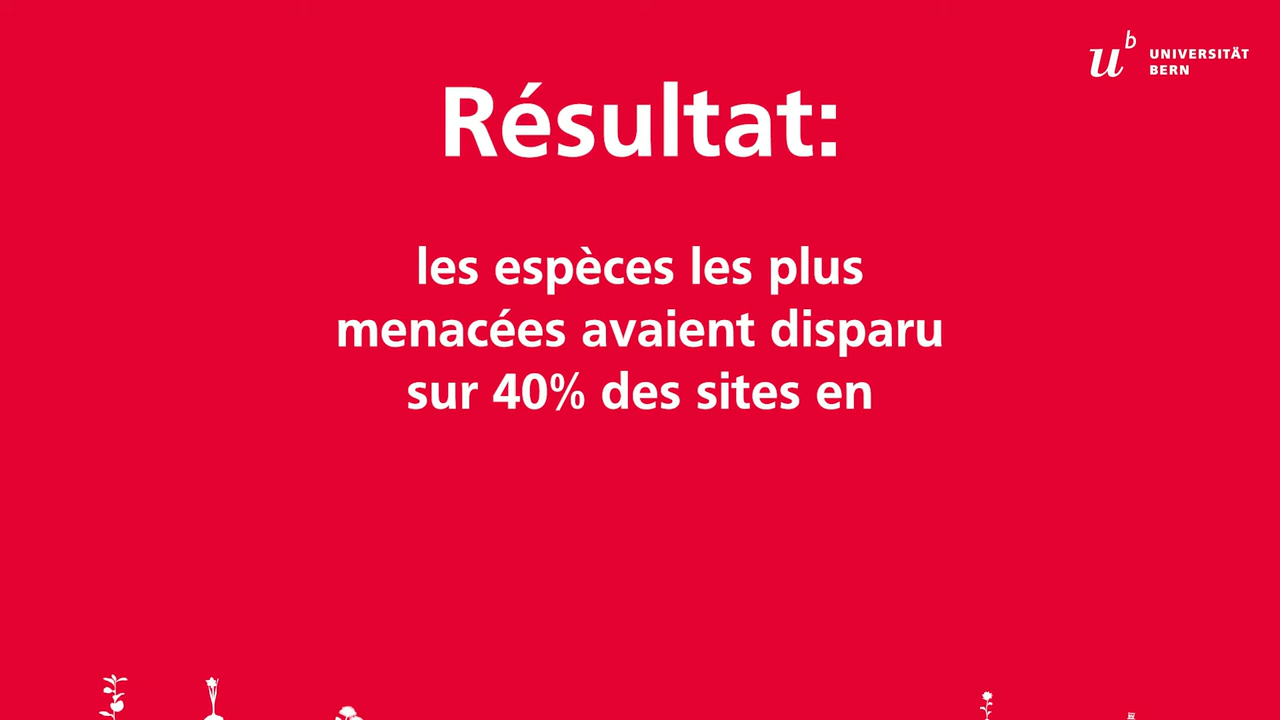 u b UNIVERSITÄT
BERN
Résultat:
les espèces les plus
menacées avaient disparu
sur 40% des sites en